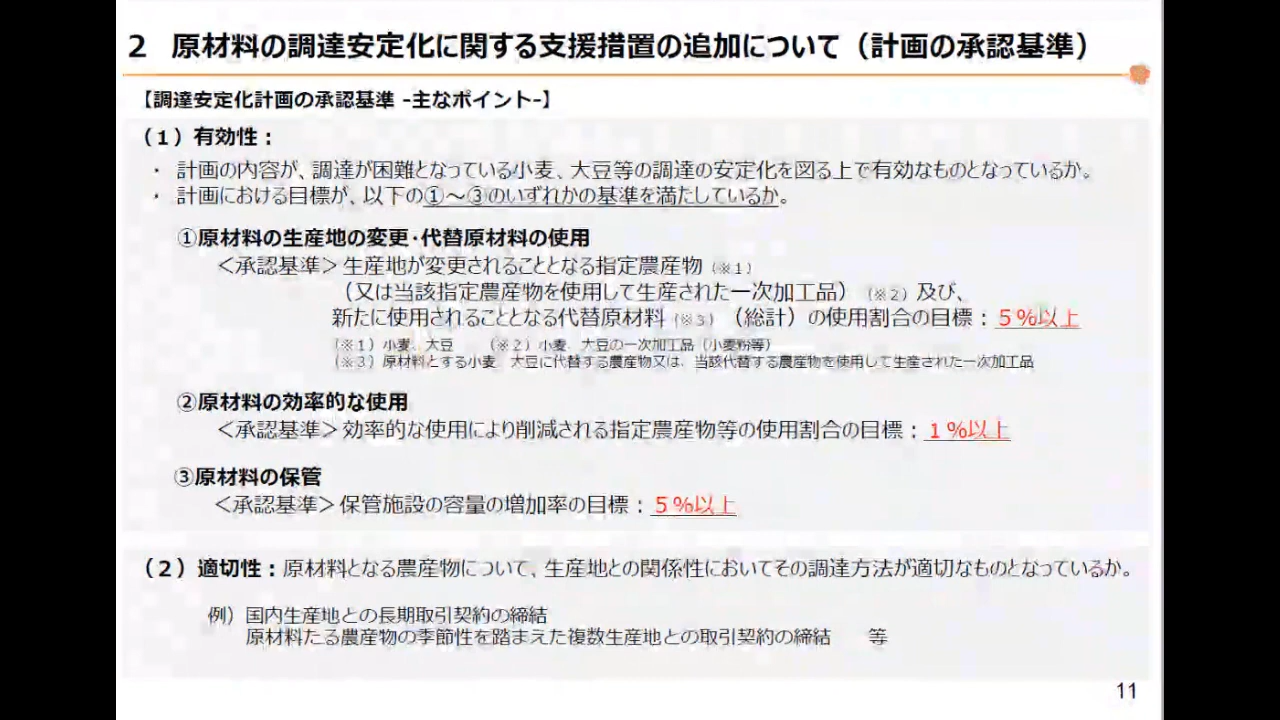 ２　原材料の調達安定化に関する支援措置の追加について（計画の承認基準）
【調達安定化計画の承認基準 -主なポイント-】
（１）有効性：
・ 計画の内容が、調達が困難となっている小麦、大豆等の調達の安定化を図る上で有効なものとなっているか。
・ 計画における目標が、以下の①～③のいずれかの基準を満たしているか。
①原材料の生産地の変更・代替原材料の使用
＜承認基準＞生産地が変更されることとなる指定農産物（※１）
（又は当該指定農産物を使用して生産された一次加工品）（※２）及び、
新たに使用されることとなる代替原材料（※３）（総計）の使用割合の目標：５％以上
（※１）小麦、大豆　（※２）小麦、大豆の一次加工品（小麦粉等）
（※３）原材料とする小麦、大豆に代替する農産物又は、当該代替する農産物を使用して生産された一次加工品
②原材料の効率的な使用
＜承認基準＞効率的な使用により削減される指定農産物等の使用割合の目標：１％以上
③原材料の保管
＜承認基準＞保管施設の容量の増加率の目標：５％以上
（２）適切性：原材料となる農産物について、生産地との関係性においてその調達方法が適切なものとなっているか。
例）国内生産地との長期取引契約の締結
原材料たる農産物の季節性を踏まえた複数生産地との取引契約の締結　等
11